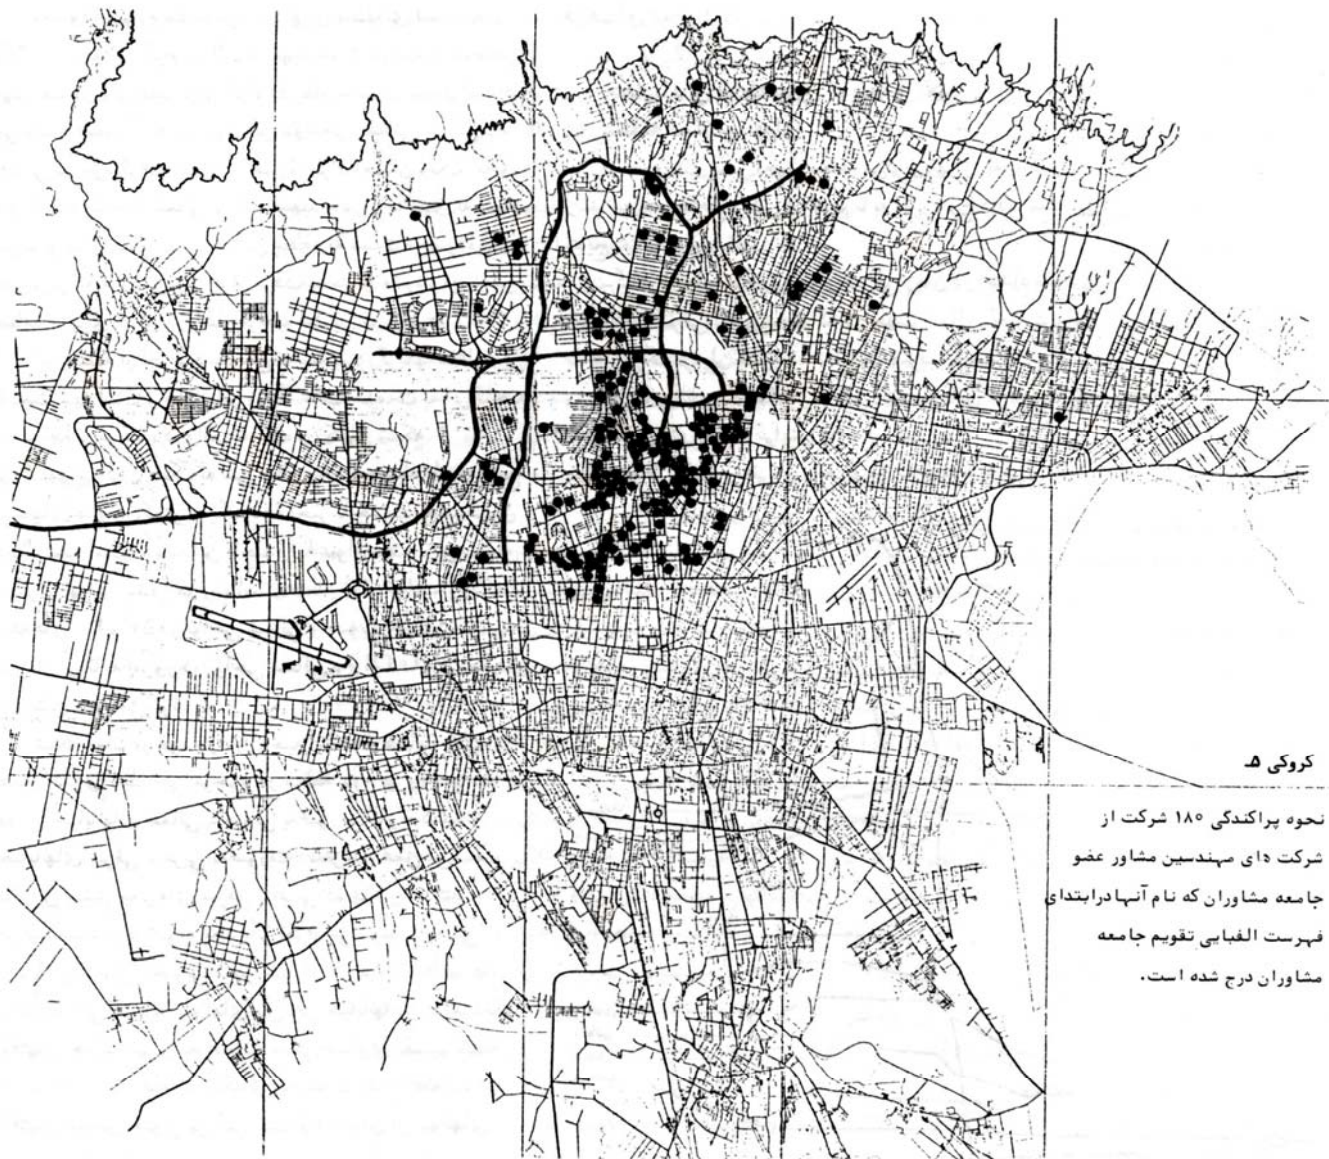 کروکی ۵ـ
نحوه پراکندگی ۱۸۰ شرکت از
شرکت های مهندسین مشاور عضو
جامعه مشاوران که نام آنها درابتدای
فهرست الفبایی تقویم جامعه
مشاوران درج شده است.